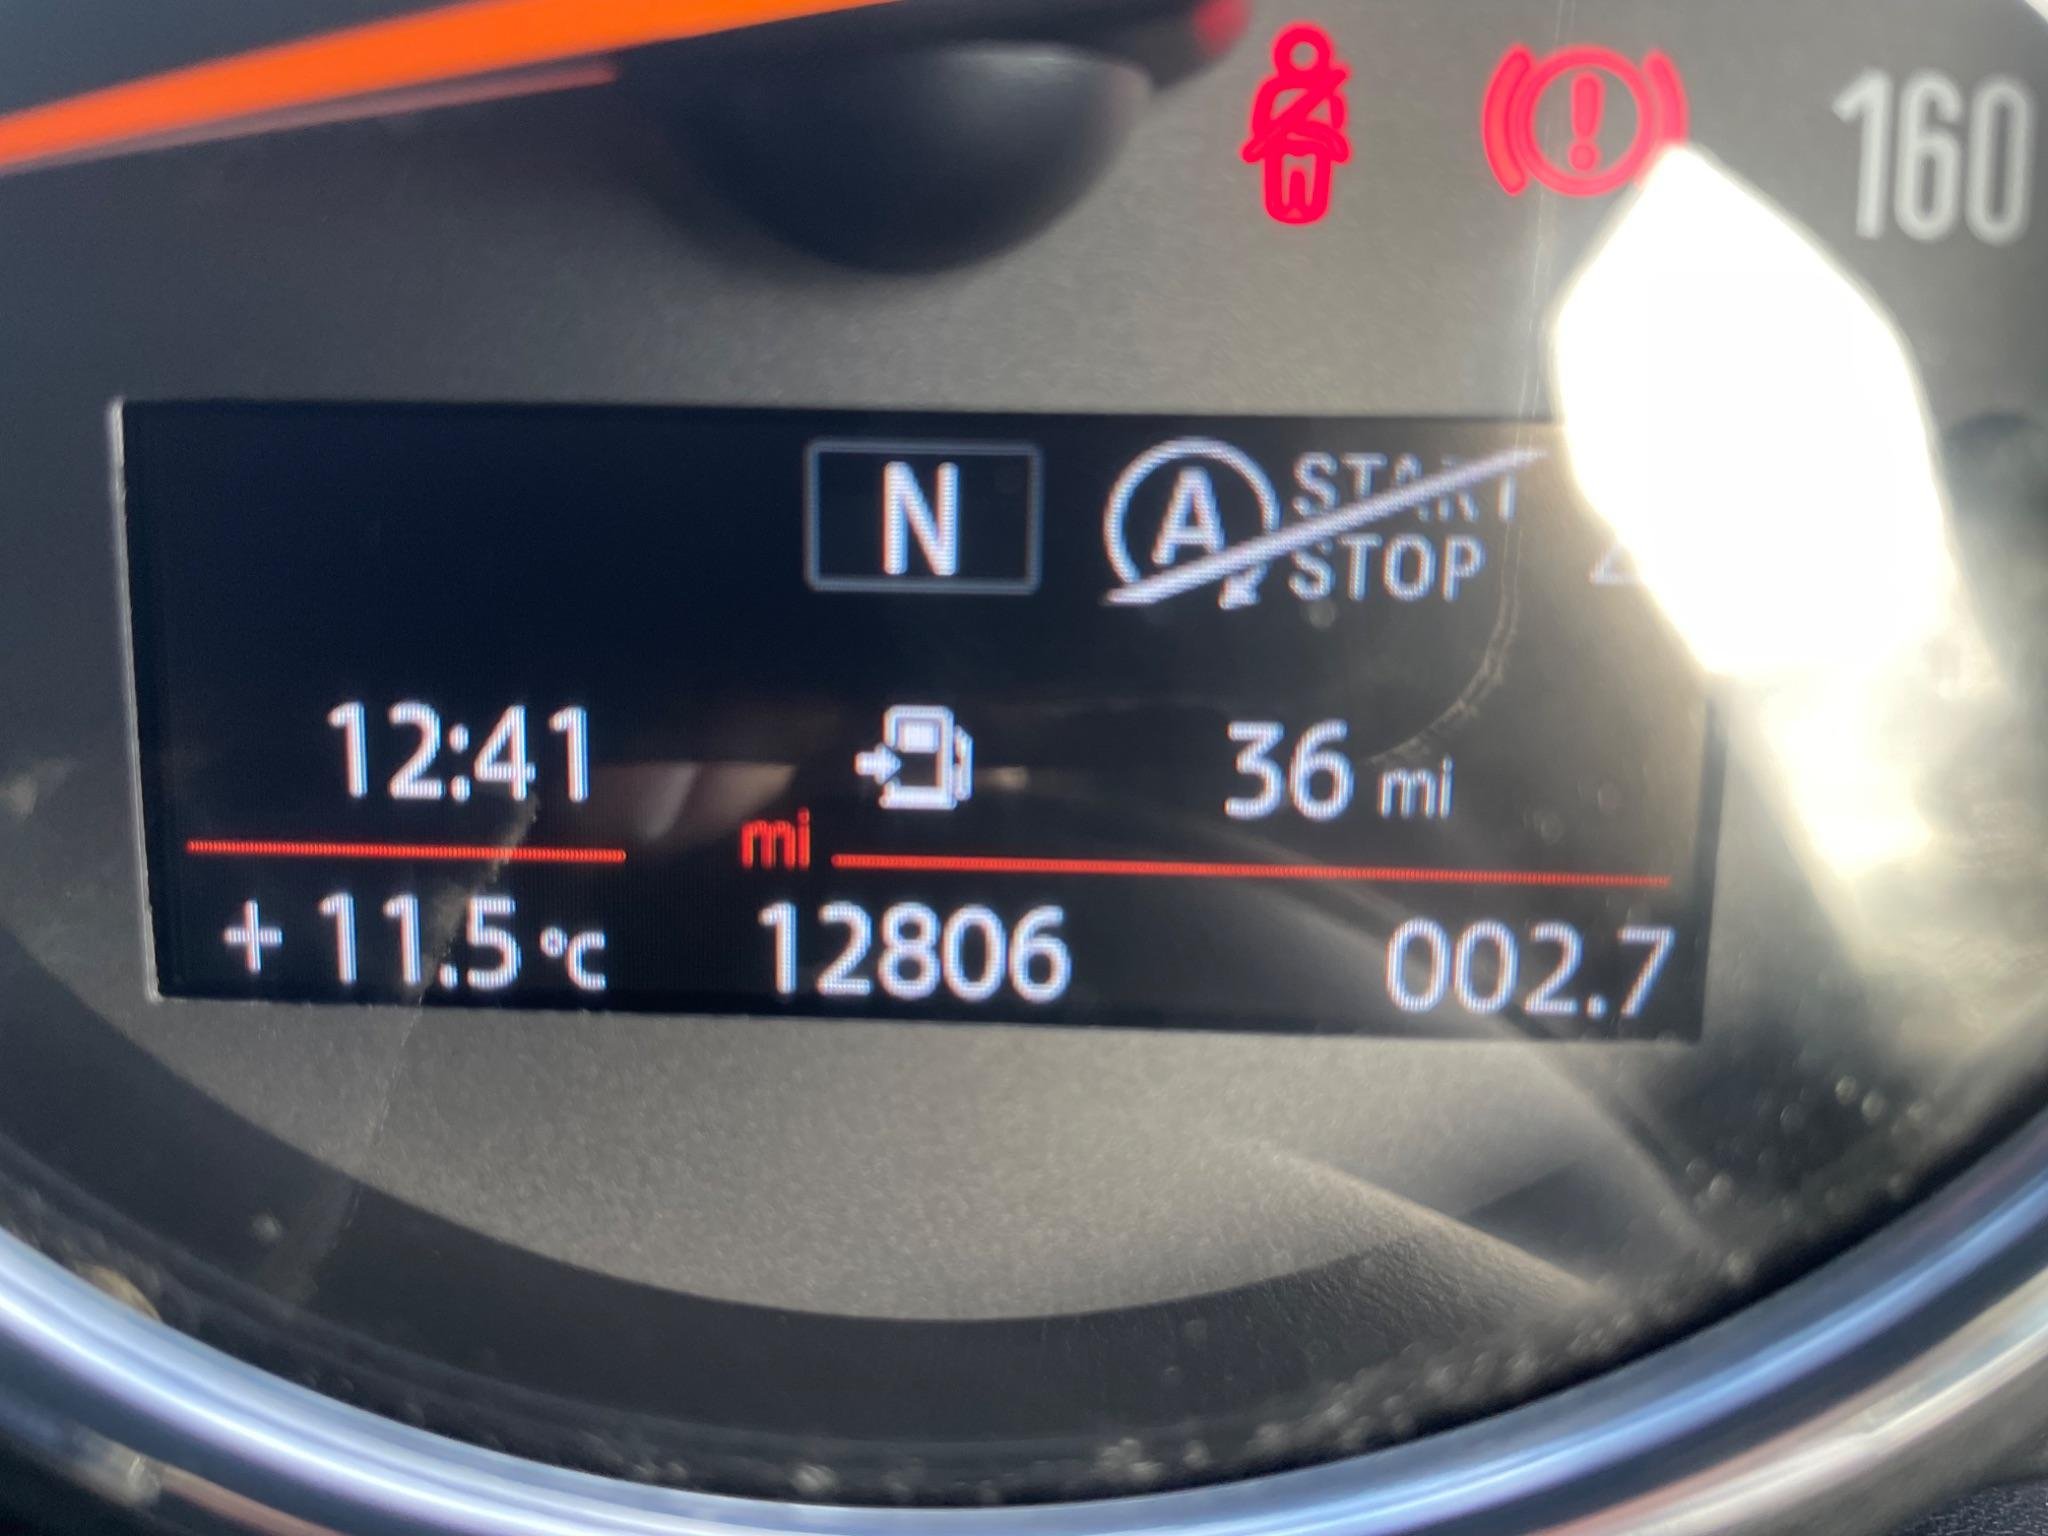 160
N
A START
STOP
12:41
36 mi
mi
+11.5 °C
12806
002.7